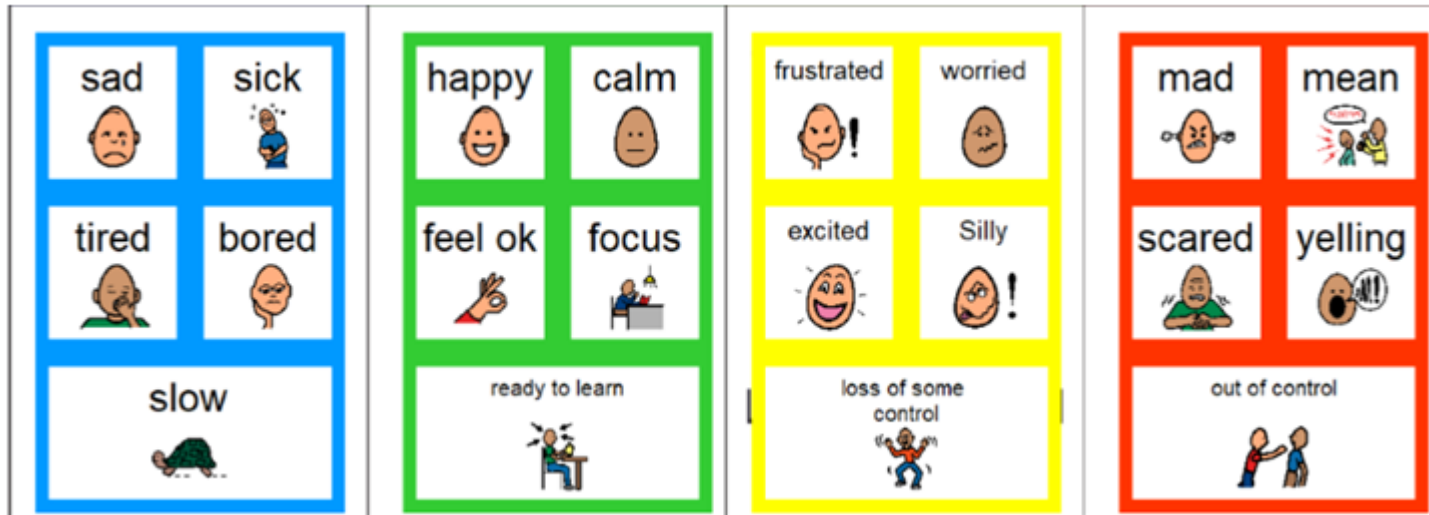 sad sick
tired bored
slow
happy calm
feel ok focus
ready to learn
frustrated worried
excited Silly
loss of some
control
mad mean
scared yelling
out of control